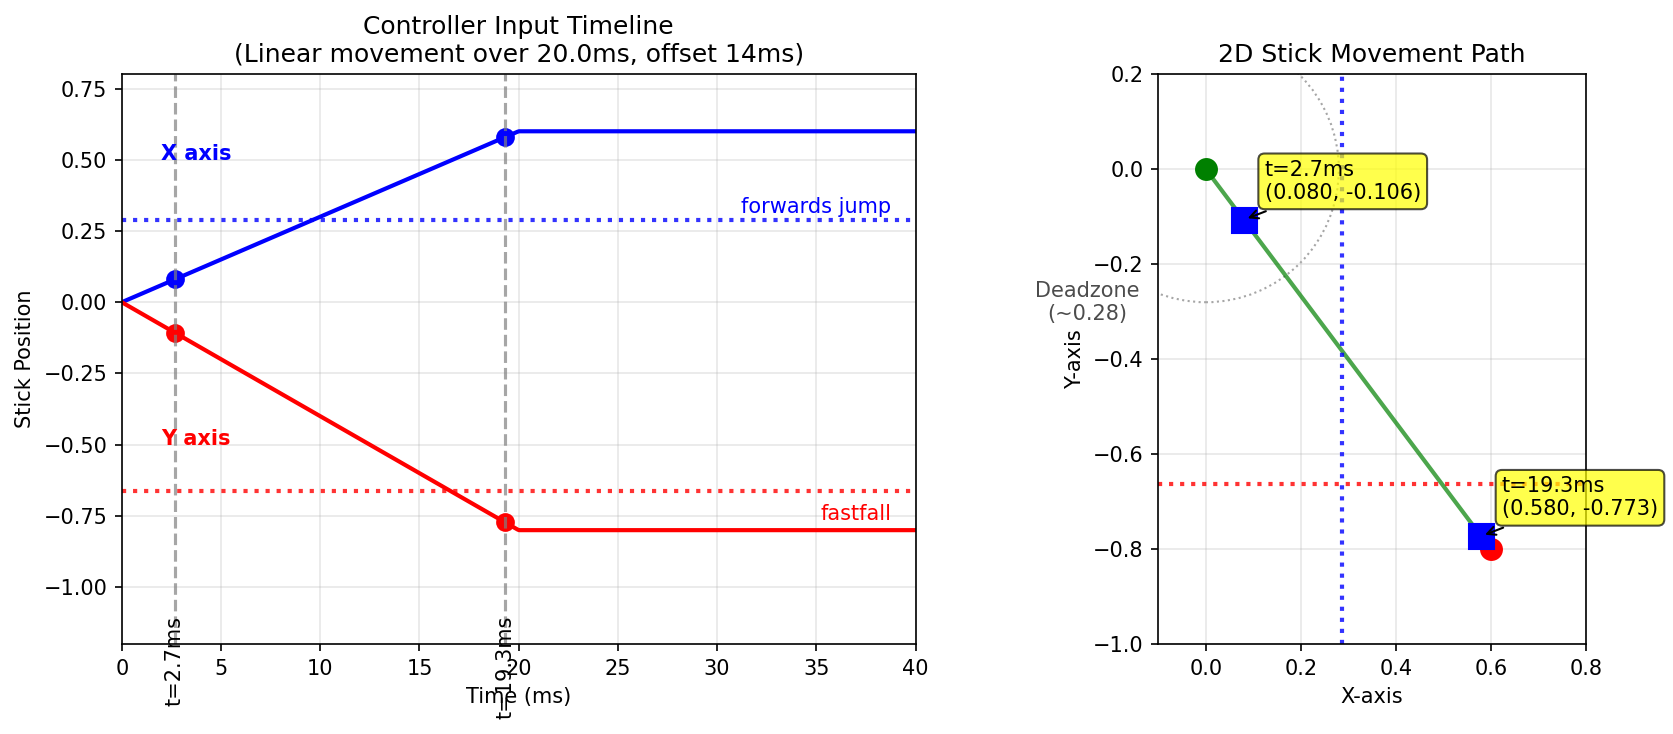 Controller Input Timeline
(Linear movement over 20.0ms, offset 14ms)
Stick Position
0.75
0.50
0.25
0.00
−0.25
−0.50
−0.75
−1.00
X axis
forwards jump
Y axis
fastfall
t=2.7ms
t=19.3ms
0 5 10 15 20 25 30 35 40
Time (ms)
2D Stick Movement Path
Y-axis
0.2
0.0
−0.2
−0.4
−0.6
−0.8
−1.0
t=2.7ms
(0.080, -0.106)
Deadzone
(~0.28)
t=19.3ms
(0.580, -0.773)
0.0 0.2 0.4 0.6 0.8
X-axis